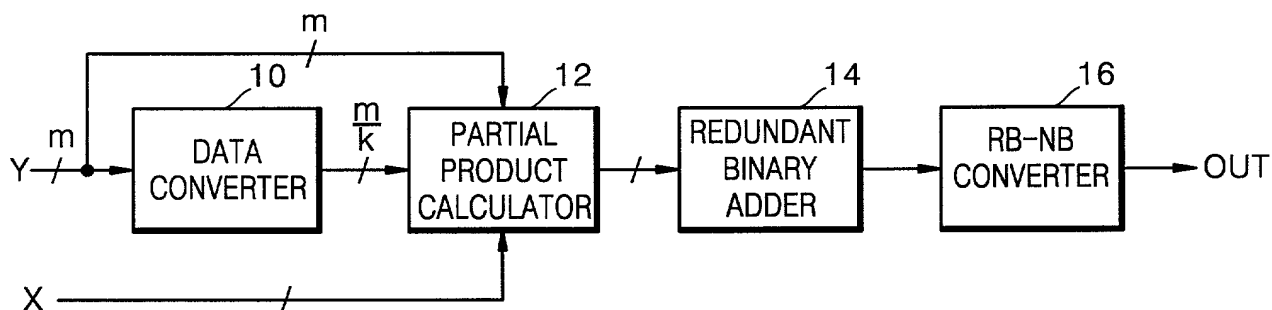 m
10
12
14
16
Y
m
DATA
CONVERTER
m
k
PARTIAL
PRODUCT
CALCULATOR
REDUNDANT
BINARY
ADDER
RB-NB
CONVERTER
OUT
X